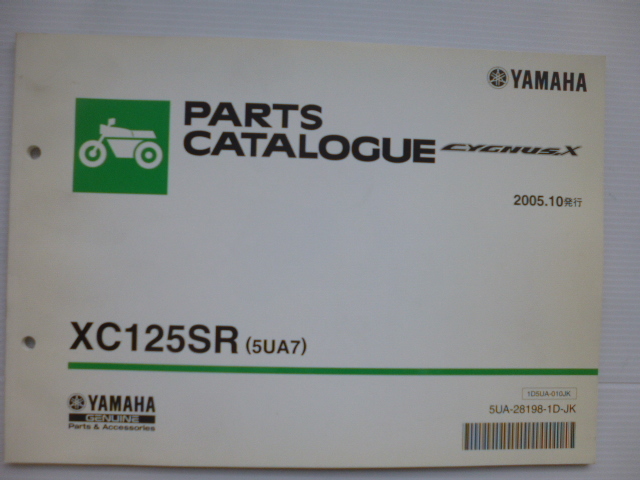 YAMAHA
PARTS
CATALOGUE CYGNUS X
2005.10発行
XC125SR (5UA7)
1D5UA-010JK
YAMAHA
GENUINE
Parts & Accessories
5UA-28198-1D-JK